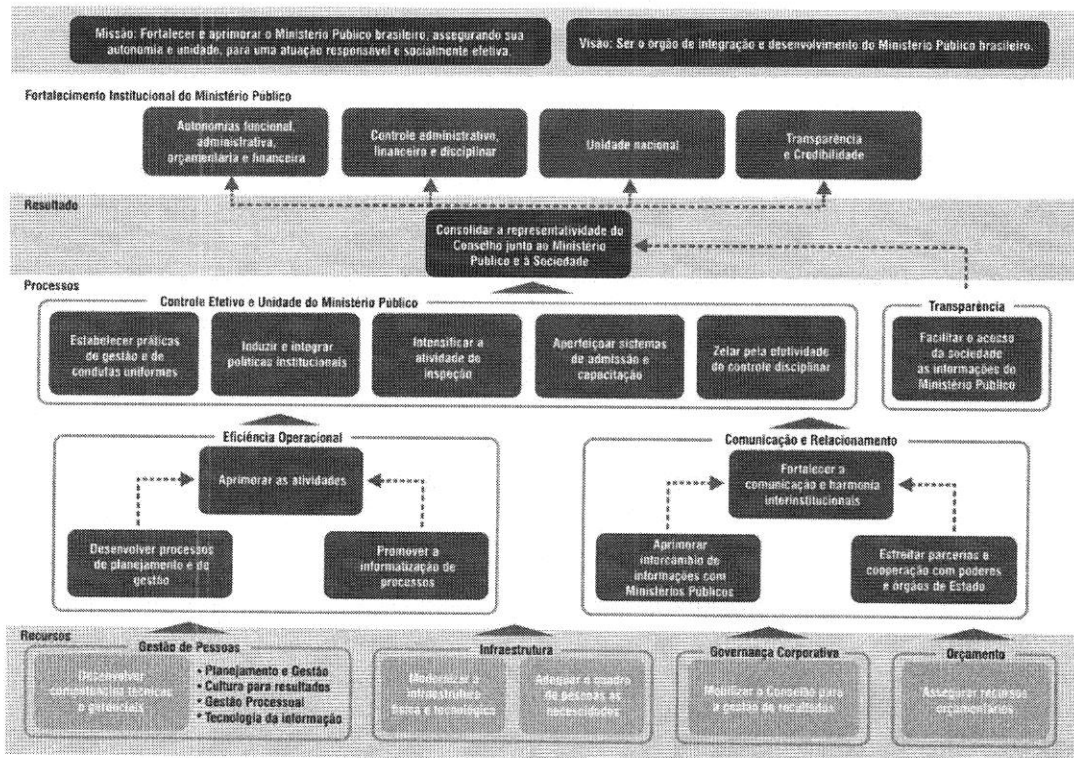 Missão: Fortalecer e aprimorar o Ministério Público brasileiro, assegurando sua
autonomia e unidade, para uma atuação responsável e socialmente efetiva.
Visão: Ser o órgão de integração e desenvolvimento do Ministério Público brasileiro.
Fortalecimento Institucional do Ministério Público
Autonomias funcional,
administrativa,
orçamentária e financeira
Controle administrativo,
financeiro e disciplinar
Unidade nacional
Transparência
e Credibilidade
Resultado
Consolidar a representatividade do
Conselho junto ao Ministério
Público e à Sociedade
Processos
Controle Efetivo e Unidade do Ministério Público
Estabelecer práticas
de gestão e de
condutas uniformes
Induzir e integrar
políticas institucionais
Intensificar a
atividade de
inspeção
Aperfeiçoar sistemas
de admissão e
capacitação
Zelar pela efetividade
do controle disciplinar
Transparência
Facilitar o acesso
da sociedade
as informações do
Ministério Público
Eficiência Operacional
Aprimorar as atividades
Desenvolver processos
de planejamento e de
gestão
Promover a
informatização de
processos
Comunicação e Relacionamento
Fortalecer a
comunicação e harmonia
interinstitucionais
Aprimorar
intercâmbio de
informações com
Ministérios Públicos
Estreitar parcerias e
cooperação com poderes
e órgãos de Estado
Recursos
Gestão de Pessoas
Desenvolver
competências técnicas
e gerenciais
• Planejamento e Gestão
• Cultura para resultados
• Gestão Processual
• Tecnologia da informação
Infraestrutura
Modernizar a
infraestrutura
física e tecnológica
Adequar o quadro
de pessoas as
necessidades
Governança Corporativa
Mobilizar o Conselho para
a gestão de resultados
Orçamento
Assegurar recursos
orçamentários